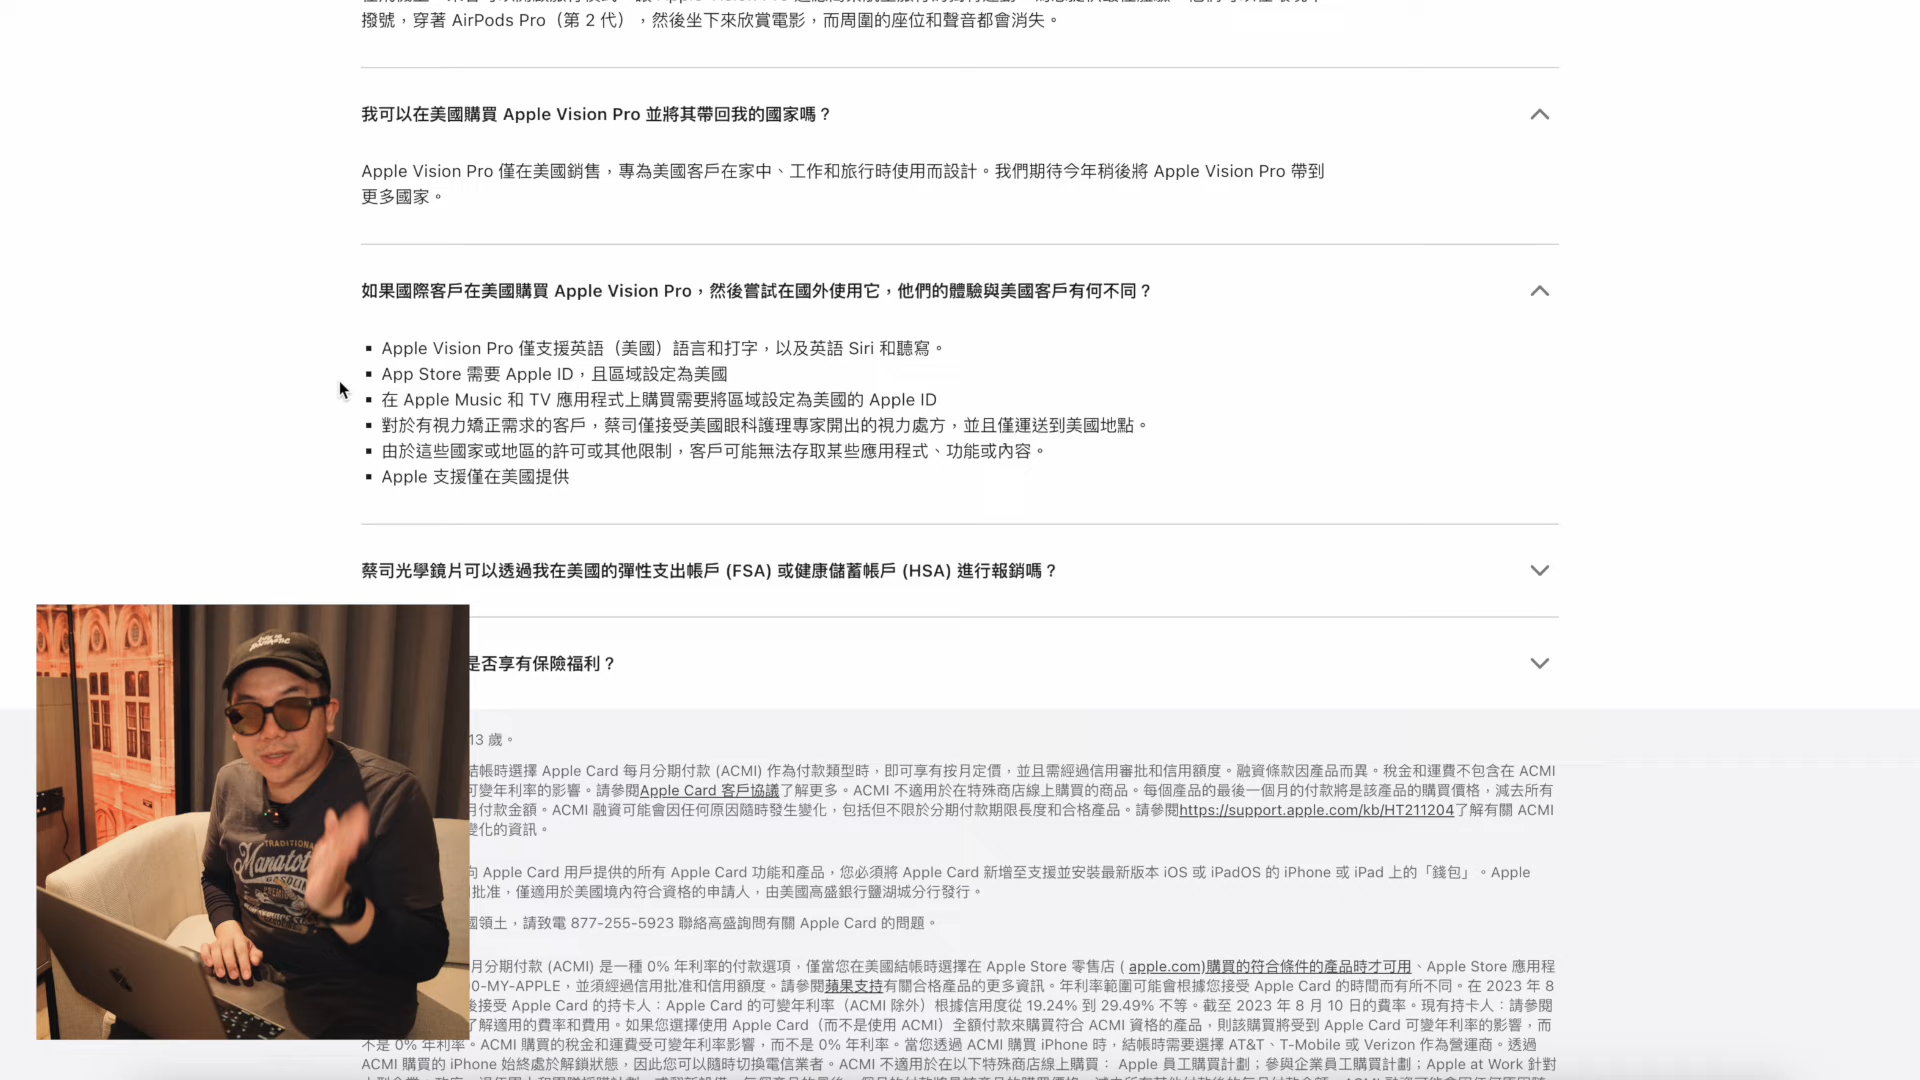 撥號，穿著 AirPods Pro（第 2 代），然後坐下來欣賞電影，而周圍的座位和聲音都會消失。
我可以在美國購買 Apple Vision Pro 並將其帶回我的國家嗎？
Apple Vision Pro 僅在美國銷售，專為美國客戶在家中、工作和旅行時使用而設計。我們期待今年稍後將 Apple Vision Pro 帶到
更多國家。
如果國際客戶在美國購買 Apple Vision Pro，然後嘗試在國外使用它，他們的體驗與美國客戶有何不同？
▪ Apple Vision Pro 僅支援英語（美國）語言和打字，以及英語 Siri 和聽寫。
▪ App Store 需要 Apple ID，且區域設定為美國
▪ 在 Apple Music 和 TV 應用程式上購買需要將區域設定為美國的 Apple ID
▪ 對於有視力矯正需求的客戶，蔡司僅接受美國眼科護理專家開出的視力處方，並且僅運送到美國地點。
▪ 由於這些國家或地區的許可或其他限制，客戶可能無法存取某些應用程式、功能或內容。
▪ Apple 支援僅在美國提供
蔡司光學鏡片可以透過我在美國的彈性支出帳戶 (FSA) 或健康儲蓄帳戶 (HSA) 進行報銷嗎？
是否享有保險福利？
13 歲。
結帳時選擇 Apple Card 每月分期付款 (ACMI) 作為付款類型時，即可享有按月定價，並且需經過信用審批和信用額度。融資條款因產品而異。稅金和運費不包含在 ACMI
可變年利率的影響。請參閱Apple Card 客戶協議了解更多。ACMI 不適用於在特殊商店線上購買的商品。每個產品的最後一個月的付款將是該產品的購買價格，減去所有
月付款金額。ACMI 融資可能會因任何原因隨時發生變化，包括但不限於分期付款期限長度和合格產品。請參閱https://support.apple.com/kb/HT211204了解有關 ACMI
變化的資訊。
向 Apple Card 用戶提供的所有 Apple Card 功能和產品，您必須將 Apple Card 新增至支援並安裝最新版本 iOS 或 iPadOS 的 iPhone 或 iPad 上的「錢包」。Apple
批准，僅適用於美國境內符合資格的申請人，由美國高盛銀行鹽湖城分行發行。
國領土，請致電 877-255-5923 聯絡高盛詢問有關 Apple Card 的問題。
月分期付款 (ACMI) 是一種 0% 年利率的付款選項，僅當您在美國結帳時選擇在 Apple Store 零售店 ( apple.com)購買的符合條件的產品時才可用、Apple Store 應用程
0-MY-APPLE，並須經過信用批准和信用額度。請參閱蘋果支持有關合格產品的更多資訊。年利率範圍可能會根據您接受 Apple Card 的時間而有所不同。在 2023 年 8
後接受 Apple Card 的持卡人：Apple Card 的可變年利率（ACMI 除外）根據信用度從 19.24% 到 29.49% 不等。截至 2023 年 8 月 10 日的費率。現有持卡人：請參閱
了解適用的費率和費用。如果您選擇使用 Apple Card（而不是使用 ACMI）全額付款來購買符合 ACMI 資格的產品，則該購買將受到 Apple Card 可變年利率的影響，而
不是 0% 年利率。ACMI 購買的稅金和運費受可變年利率影響，而不是 0% 年利率。當您透過 ACMI 購買 iPhone 時，結帳時需要選擇 AT&T、T-Mobile 或 Verizon 作為營運商。透過
ACMI 購買的 iPhone 始終處於解鎖狀態，因此您可以隨時切換電信業者。ACMI 不適用於在以下特殊商店線上購買： Apple 員工購買計劃；參與企業員工購買計劃；Apple at Work 針對
TRADITIONA
Manatot